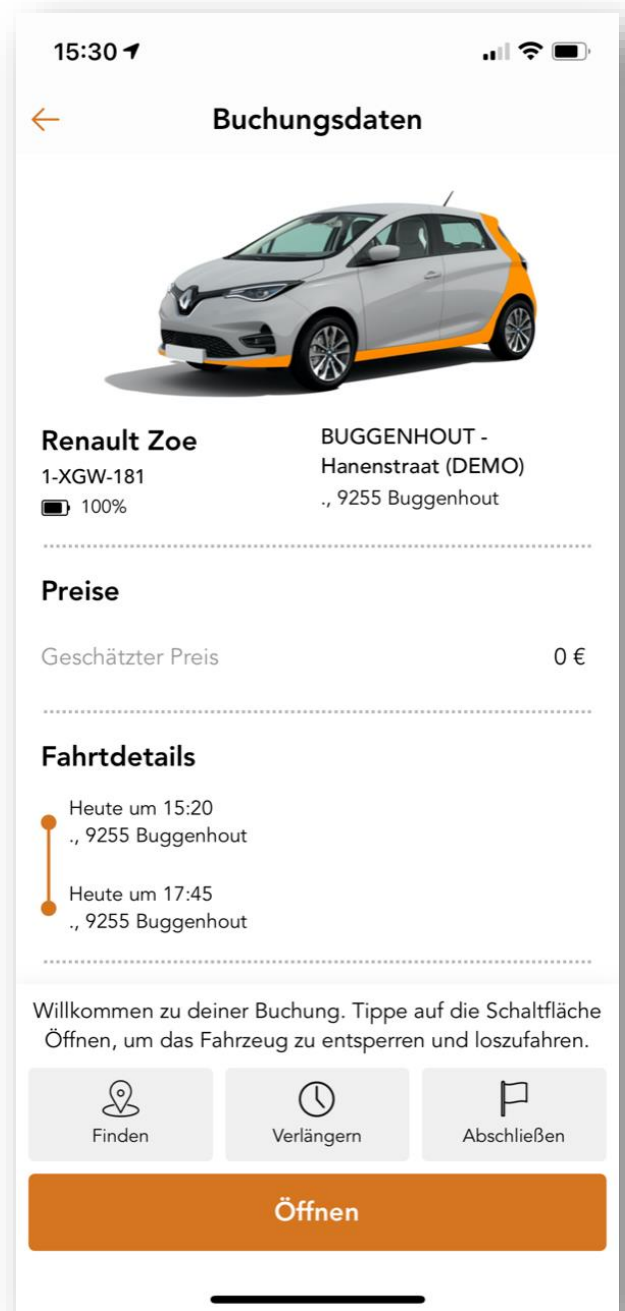 15:30
Buchungsdaten
Renault Zoe
1-XGW-181
100%
BUGGENHOUT -
Hanenstraat (DEMO)
., 9255 Buggenhout
Preise
Geschätzter Preis 0 €
Fahrtdetails
Heute um 15:20
., 9255 Buggenhout
Heute um 17:45
., 9255 Buggenhout
Willkommen zu deiner Buchung. Tippe auf die Schaltfläche
Öffnen, um das Fahrzeug zu entsperren und loszufahren.
Finden
Verlängern
Abschließen
Öffnen